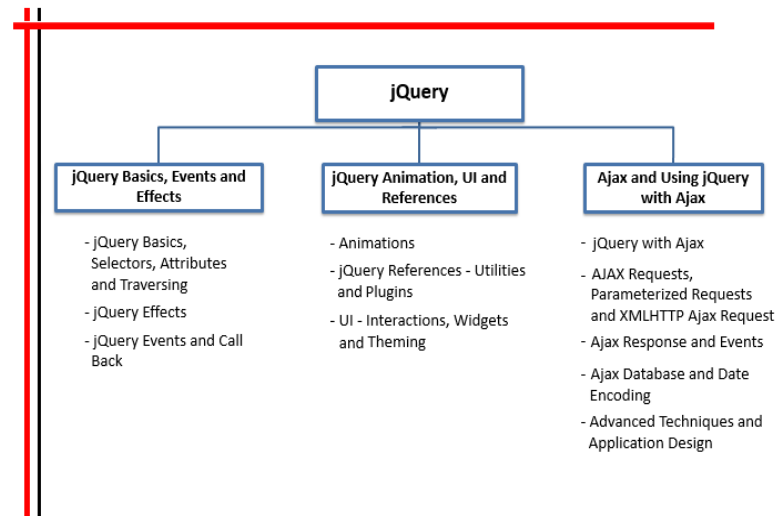 jQuery
jQuery Basics, Events and
Effects
- jQuery Basics,
Selectors, Attributes
and Traversing
- jQuery Effects
- jQuery Events and Call
Back
jQuery Animation, UI and
References
- Animations
- jQuery References - Utilities
and Plugins
- UI - Interactions, Widgets
and Theming
Ajax and Using jQuery
with Ajax
- jQuery with Ajax
- AJAX Requests,
Parameterized Requests
and XMLHTTP Ajax Request
- Ajax Response and Events
- Ajax Database and Date
Encoding
- Advanced Techniques and
Application Design